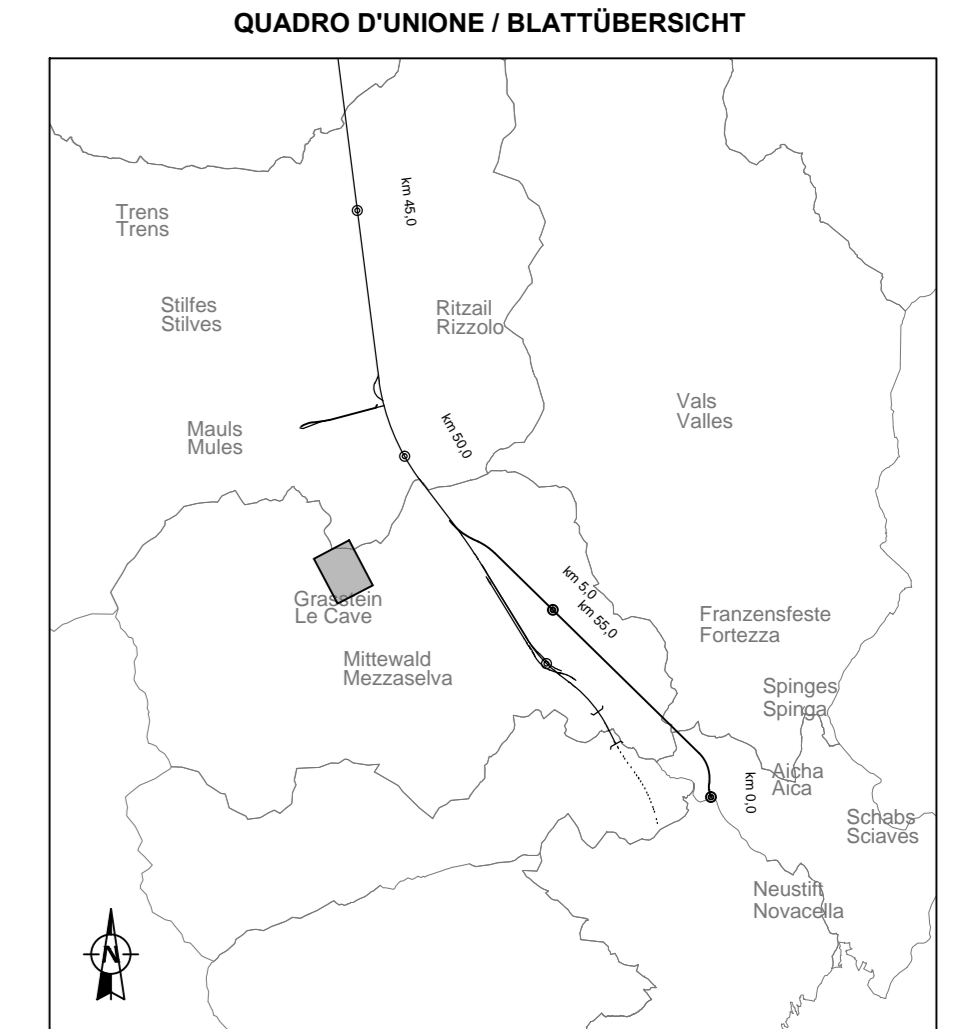 QUADRO D'UNIONE / BLATTÜBERSICHT
km 45,0
Trens
Trens
Stilfes
Stilves
Ritzail
Rizzolo
Vals
Valles
Mauls
Mules
km 50,0
km 5,0
km 55,0
Grasstein
Le Cave
Franzensfeste
Fortezza
Mittewald
Mezzaselva
Spinges
Spinga
Aicha
Aica
km 0,0
Schabs
Sciaves
Neustift
Novacella
N